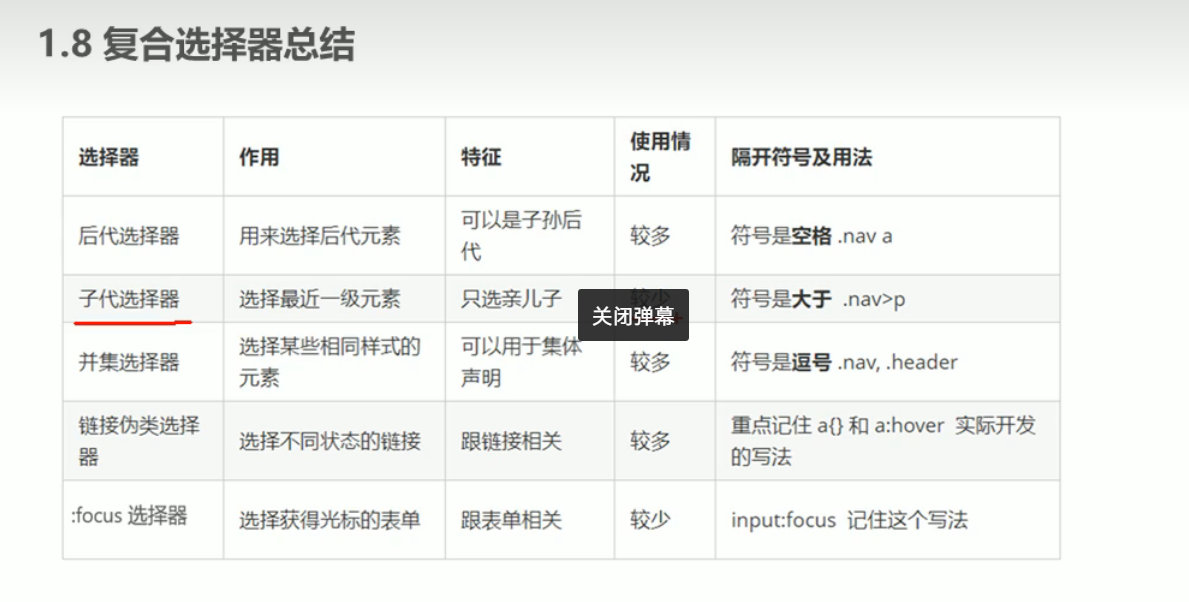 1.8 复合选择器总结
选择器 作用 特征 使用情况 隔开符号及用法
后代选择器 用来选择后代元素 可以是子孙后代 较多 符号是空格 .nav a
子代选择器 选择最近一级元素 只选亲儿子 较少 符号是大于 .nav>p
关闭弹幕
并集选择器 选择某些相同样式的元素 可以用于集体声明 较多 符号是逗号 .nav, .header
链接伪类选择器 选择不同状态的链接 跟链接相关 较多 重点记住 a{} 和 a:hover 实际开发的写法
:focus 选择器 选择获得光标的表单 跟表单相关 较少 input:focus 记住这个写法